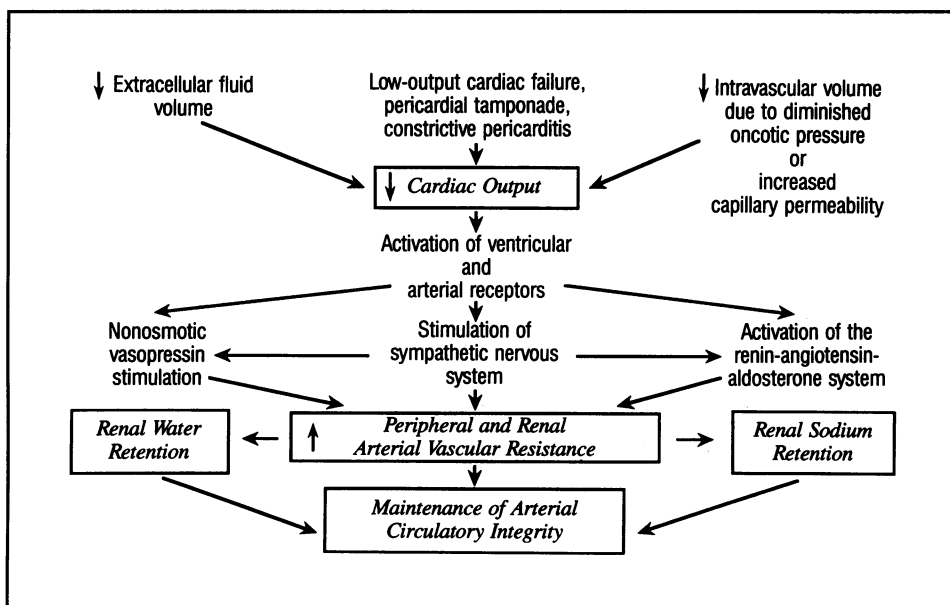 ↓ Extracellular fluid
volume
Low-output cardiac failure,
pericardial tamponade,
constrictive pericarditis
↓ Intravascular volume
due to diminished
oncotic pressure
or
increased
capillary permeability
↓ Cardiac Output
Activation of ventricular
and
arterial receptors
Nonosmotic
vasopressin
stimulation
Stimulation of
sympathetic nervous
system
Activation of the
renin-angiotensin-
aldosterone system
Renal Water
Retention
↑ Peripheral and Renal
Arterial Vascular Resistance
Renal Sodium
Retention
Maintenance of Arterial
Circulatory Integrity